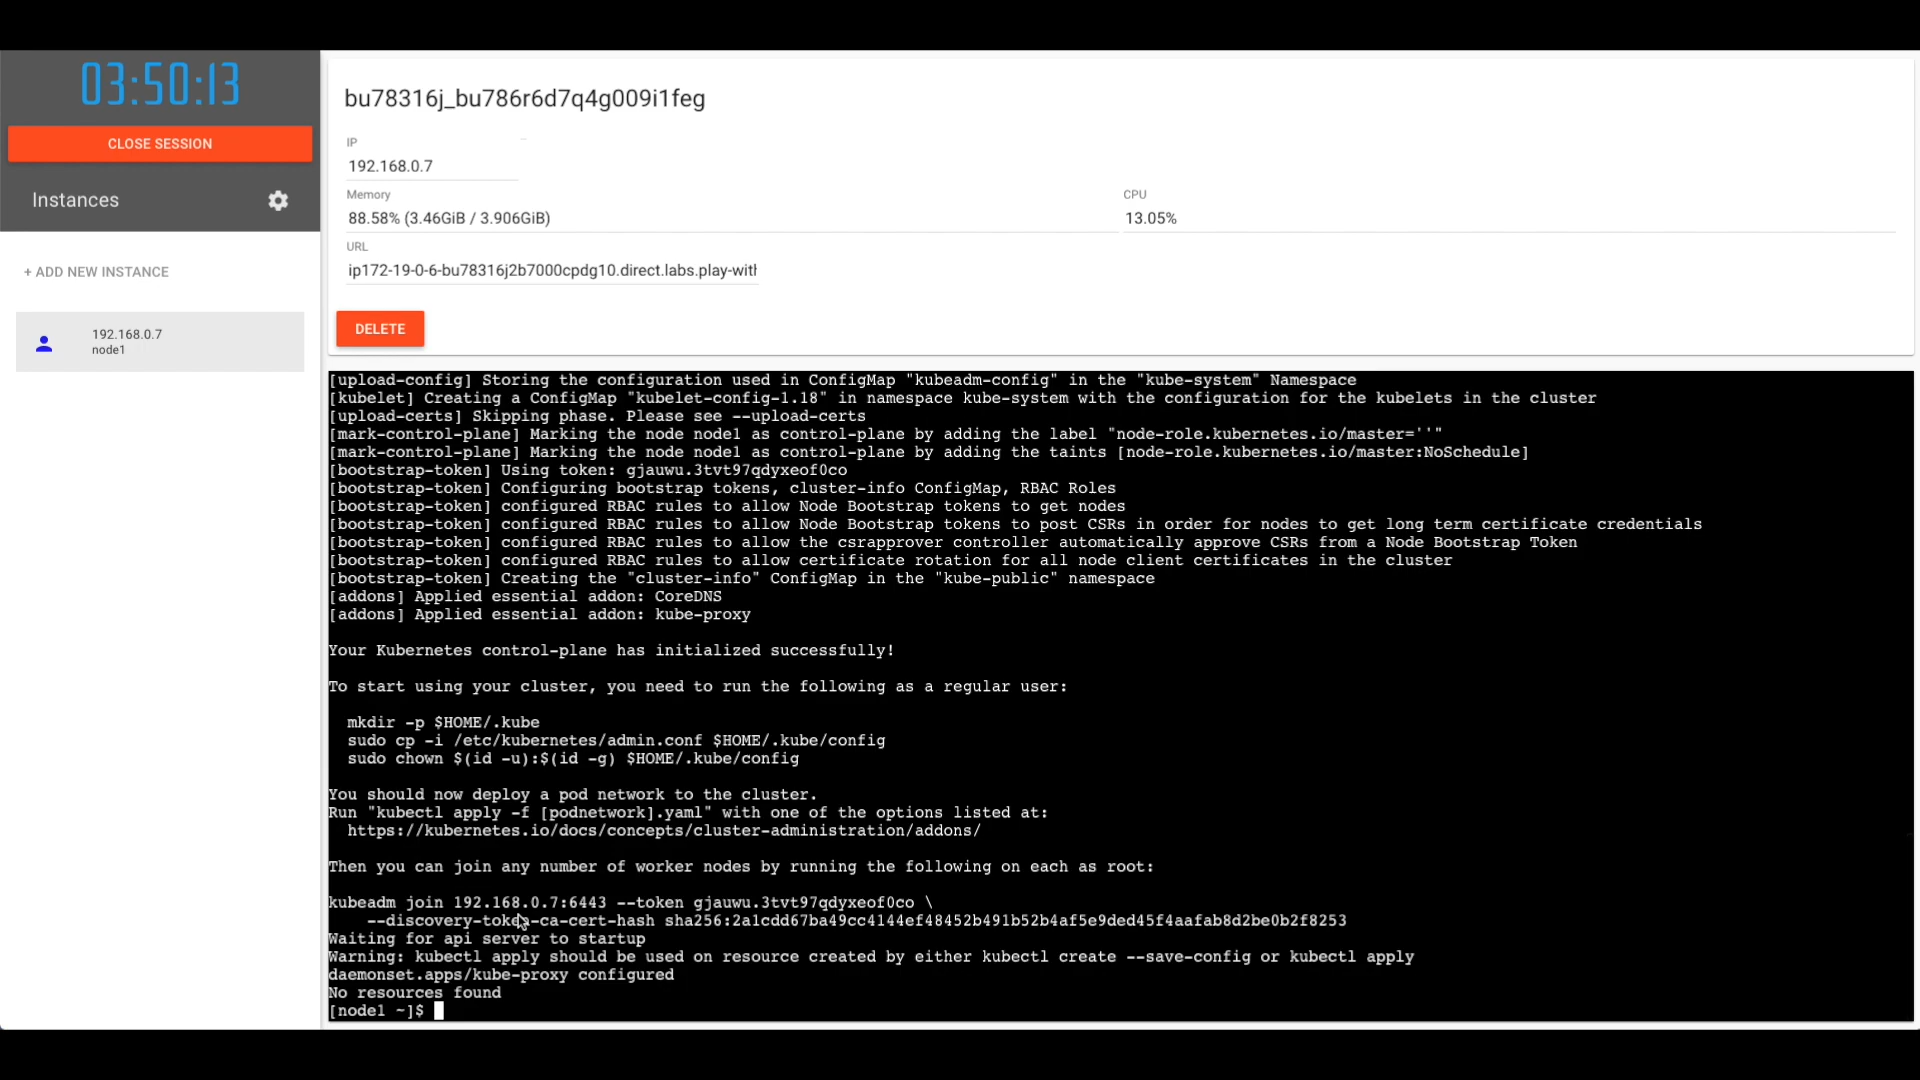 03:50:13
CLOSE SESSION
Instances
+ ADD NEW INSTANCE
192.168.0.7
node1
bu78316j_bu786r6d7q4g009i1feg
IP
192.168.0.7
Memory
88.58% (3.46GiB / 3.906GiB)
CPU
13.05%
URL
ip172-19-0-6-bu78316j2b7000cpdg10.direct.labs.play-with
DELETE
[upload-config] Storing the configuration used in ConfigMap "kubeadm-config" in the "kube-system" Namespace
[kubelet] Creating a ConfigMap "kubelet-config-1.18" in namespace kube-system with the configuration for the kubelets in the cluster
[upload-certs] Skipping phase. Please see --upload-certs
[mark-control-plane] Marking the node node1 as control-plane by adding the label "node-role.kubernetes.io/master=''"
[mark-control-plane] Marking the node node1 as control-plane by adding the taints [node-role.kubernetes.io/master:NoSchedule]
[bootstrap-token] Using token: gjauwu.3tvt97qdyxeof0co
[bootstrap-token] Configuring bootstrap tokens, cluster-info ConfigMap, RBAC Roles
[bootstrap-token] configured RBAC rules to allow Node Bootstrap tokens to get nodes
[bootstrap-token] configured RBAC rules to allow Node Bootstrap tokens to post CSRs in order for nodes to get long term certificate credentials
[bootstrap-token] configured RBAC rules to allow the csrapprover controller automatically approve CSRs from a Node Bootstrap Token
[bootstrap-token] configured RBAC rules to allow certificate rotation for all node client certificates in the cluster
[bootstrap-token] Creating the "cluster-info" ConfigMap in the "kube-public" namespace
[addons] Applied essential addon: CoreDNS
[addons] Applied essential addon: kube-proxy
Your Kubernetes control-plane has initialized successfully!
To start using your cluster, you need to run the following as a regular user:
mkdir -p $HOME/.kube
sudo cp -i /etc/kubernetes/admin.conf $HOME/.kube/config
sudo chown $(id -u):$(id -g) $HOME/.kube/config
You should now deploy a pod network to the cluster.
Run "kubectl apply -f [podnetwork].yaml" with one of the options listed at:
https://kubernetes.io/docs/concepts/cluster-administration/addons/
Then you can join any number of worker nodes by running the following on each as root:
kubeadm join 192.168.0.7:6443 --token gjauwu.3tvt97qdyxeof0co \
--discovery-token-ca-cert-hash sha256:2a1cdd67ba49cc4144ef48452b491b52b4af5e9ded45f4aafab8d2be0b2f8253
Waiting for api server to startup
Warning: kubectl apply should be used on resource created by either kubectl create --save-config or kubectl apply
daemonset.apps/kube-proxy configured
No resources found
[node1 ~]$